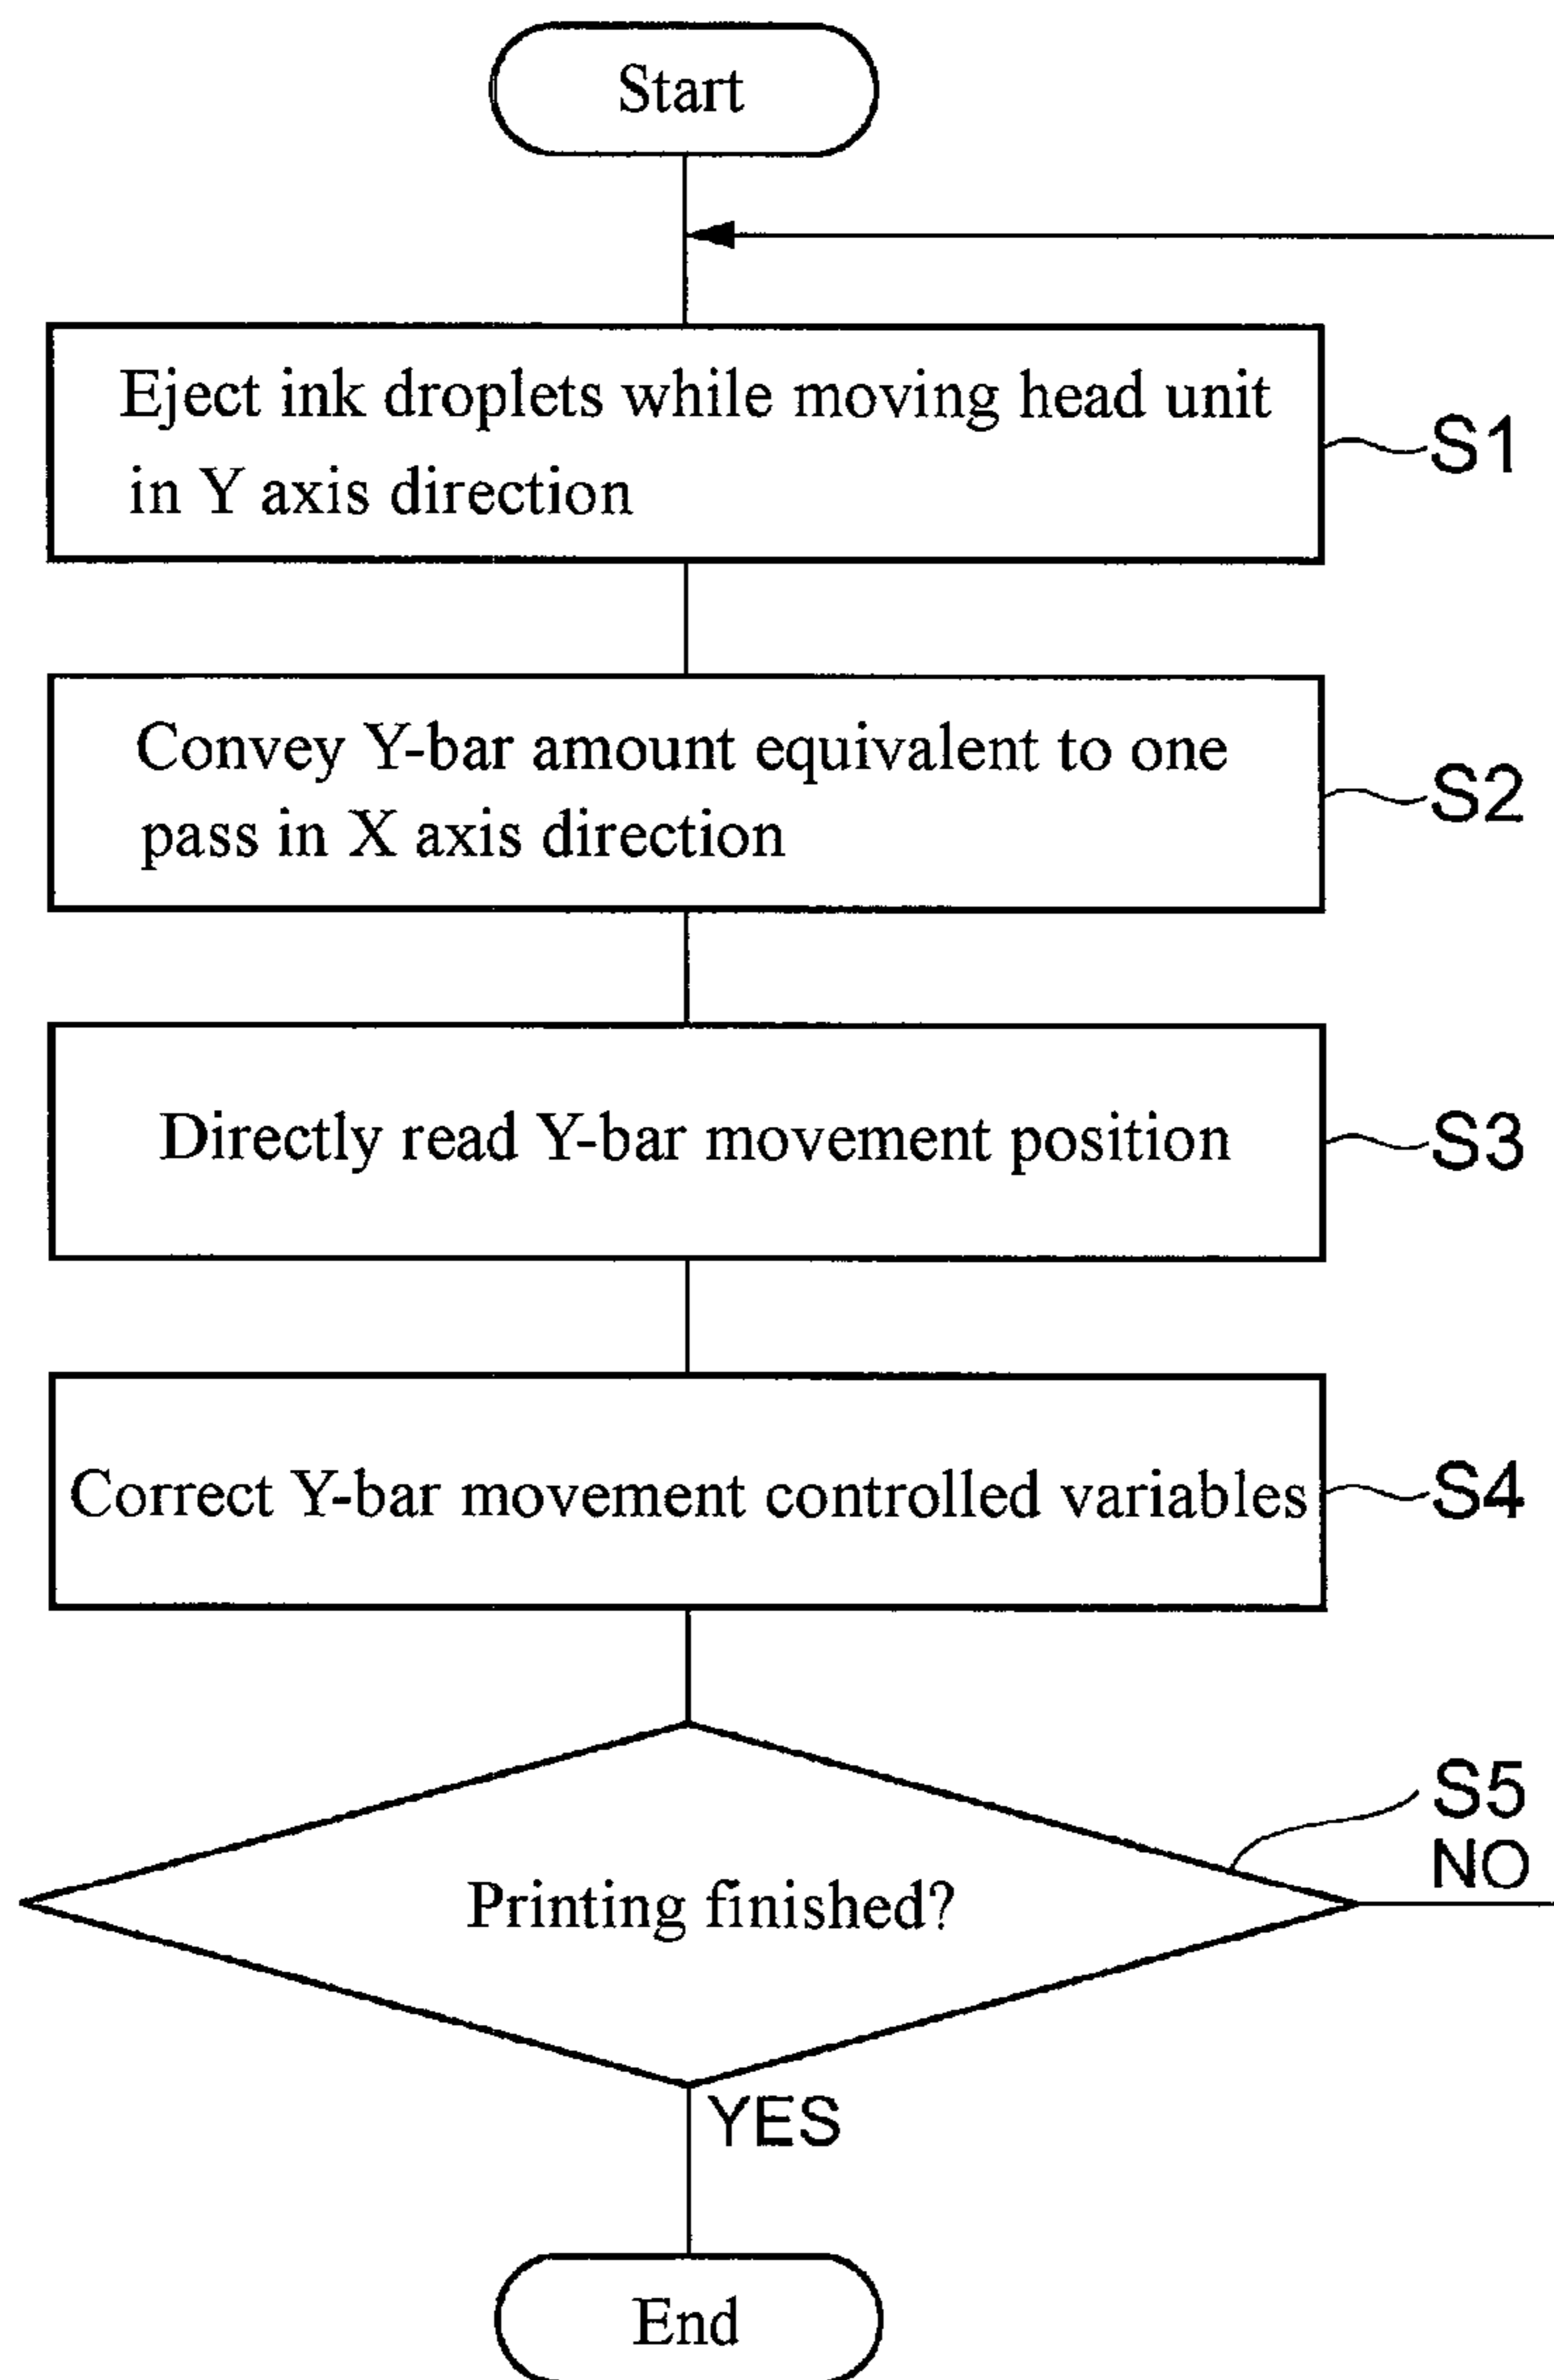 Start
Eject ink droplets while moving head unit
in Y axis direction
S1
Convey Y-bar amount equivalent to one
pass in X axis direction
S2
Directly read Y-bar movement position
S3
Correct Y-bar movement controlled variables
S4
S5
NO
Printing finished?
YES
End